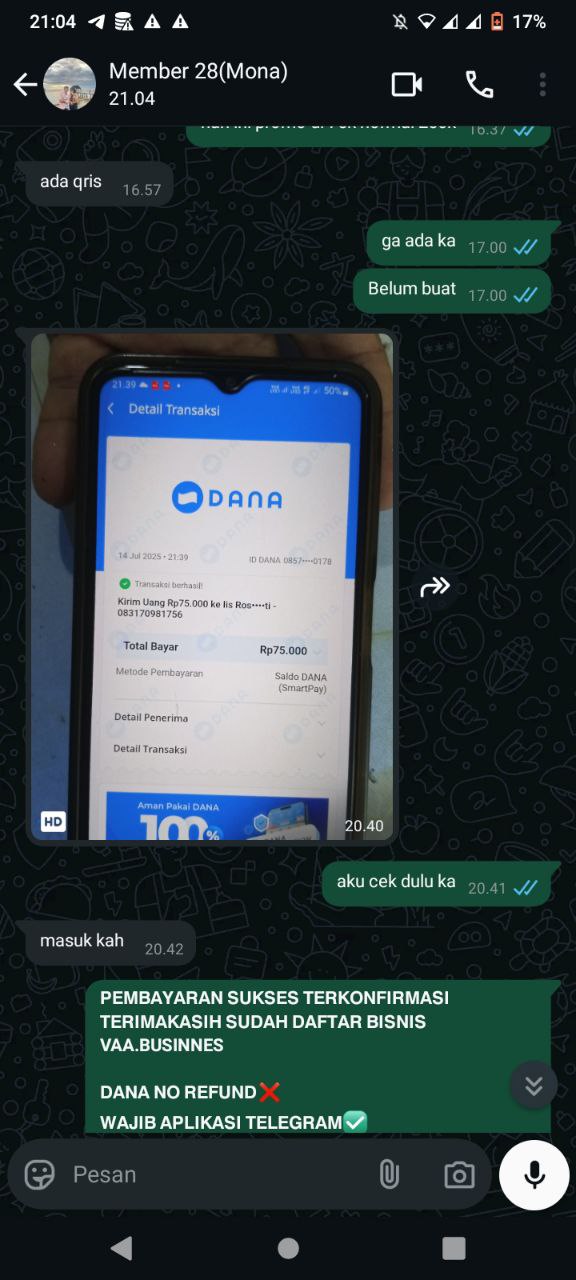 21:04
17%
Member 28(Mona)
21.04
16.37
ada qris
16.57
ga ada ka
17.00
Belum buat
17.00
21:39
50%
Detail Transaksi
DANA
14 Jul 2025 • 21:39
ID DANA 0857••••0178
Transaksi berhasil!
Kirim Uang Rp75.000 ke Iis Ros••••ti -
083170981756
Total Bayar
Rp75.000
Metode Pembayaran
Saldo DANA
(SmartPay)
Detail Penerima
Detail Transaksi
Aman Pakai DANA
100%
HD
20.40
aku cek dulu ka
20.41
masuk kah
20.42
PEMBAYARAN SUKSES TERKONFIRMASI
TERIMAKASIH SUDAH DAFTAR BISNIS
VAA.BUSINNES
DANA NO REFUND❌
WAJIB APLIKASI TELEGRAM✅
Pesan